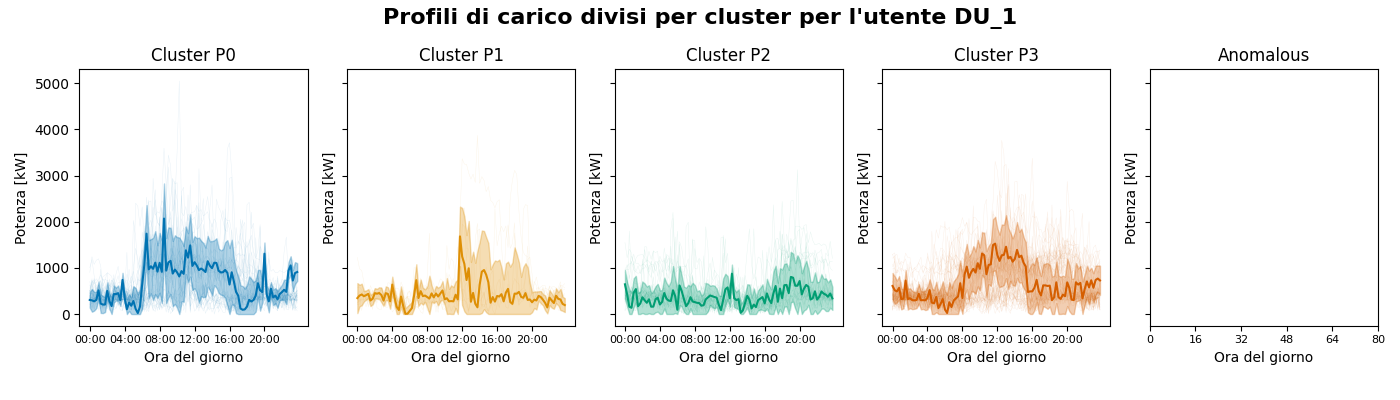 Profili di carico divisi per cluster per l'utente DU_1
Cluster P0
Cluster P1
Cluster P2
Cluster P3
Anomalous
5000
4000
3000
2000
1000
0
Potenza [kW]
Potenza [kW]
Potenza [kW]
Potenza [kW]
Potenza [kW]
00:00 04:00 08:00 12:00 16:00 20:00
00:00 04:00 08:00 12:00 16:00 20:00
00:00 04:00 08:00 12:00 16:00 20:00
00:00 04:00 08:00 12:00 16:00 20:00
0 16 32 48 64 80
Ora del giorno
Ora del giorno
Ora del giorno
Ora del giorno
Ora del giorno